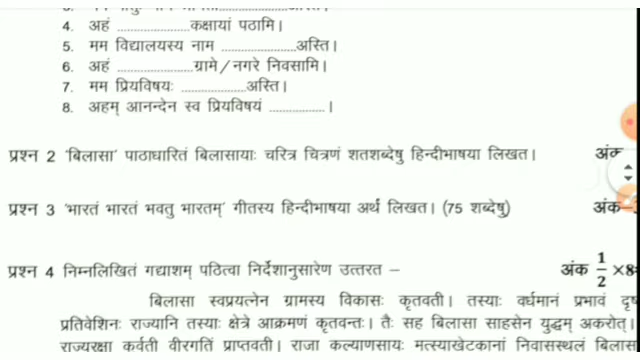 4. अहं ........................कक्षायां पठामि।
5. मम विद्यालयस्य नाम ........................अस्ति।
6. अहं ........................ग्रामे/नगरे निवसामि।
7. मम प्रियविषयः ........................अस्ति।
8. अहम् आनन्देन स्व प्रियविषयं ..................।
प्रश्न 2 'बिलासा' पाठाधारितं बिलासायाः चरित्र चित्रणं शतशब्देषु हिन्दीभाषया लिखत। अंक
प्रश्न 3 'भारतं भारतं भवतु भारतम्' गीतस्य हिन्दीभाषया अर्थ लिखत। (75 शब्देषु) अंक
प्रश्न 4 निम्नलिखितं गद्याशम् पठित्वा निर्देशानुसारेण उत्तरत – अंक 1/2 ×8=
बिलासा स्वप्रयत्नेन ग्रामस्य विकासः कृतवती। तस्याः वर्धमानं प्रभावं
प्रतिवेशिनः राज्यानि तस्याः क्षेत्रे आक्रमणं कृतवन्तः। तैः सह बिलासा साहसेन युद्धम् अकरोत्।
राज्यरक्षा कर्वती वीरगतिं प्राप्तवती। राजा कल्याणसायः मत्स्याखेटकानां निवासस्थलं बिलास